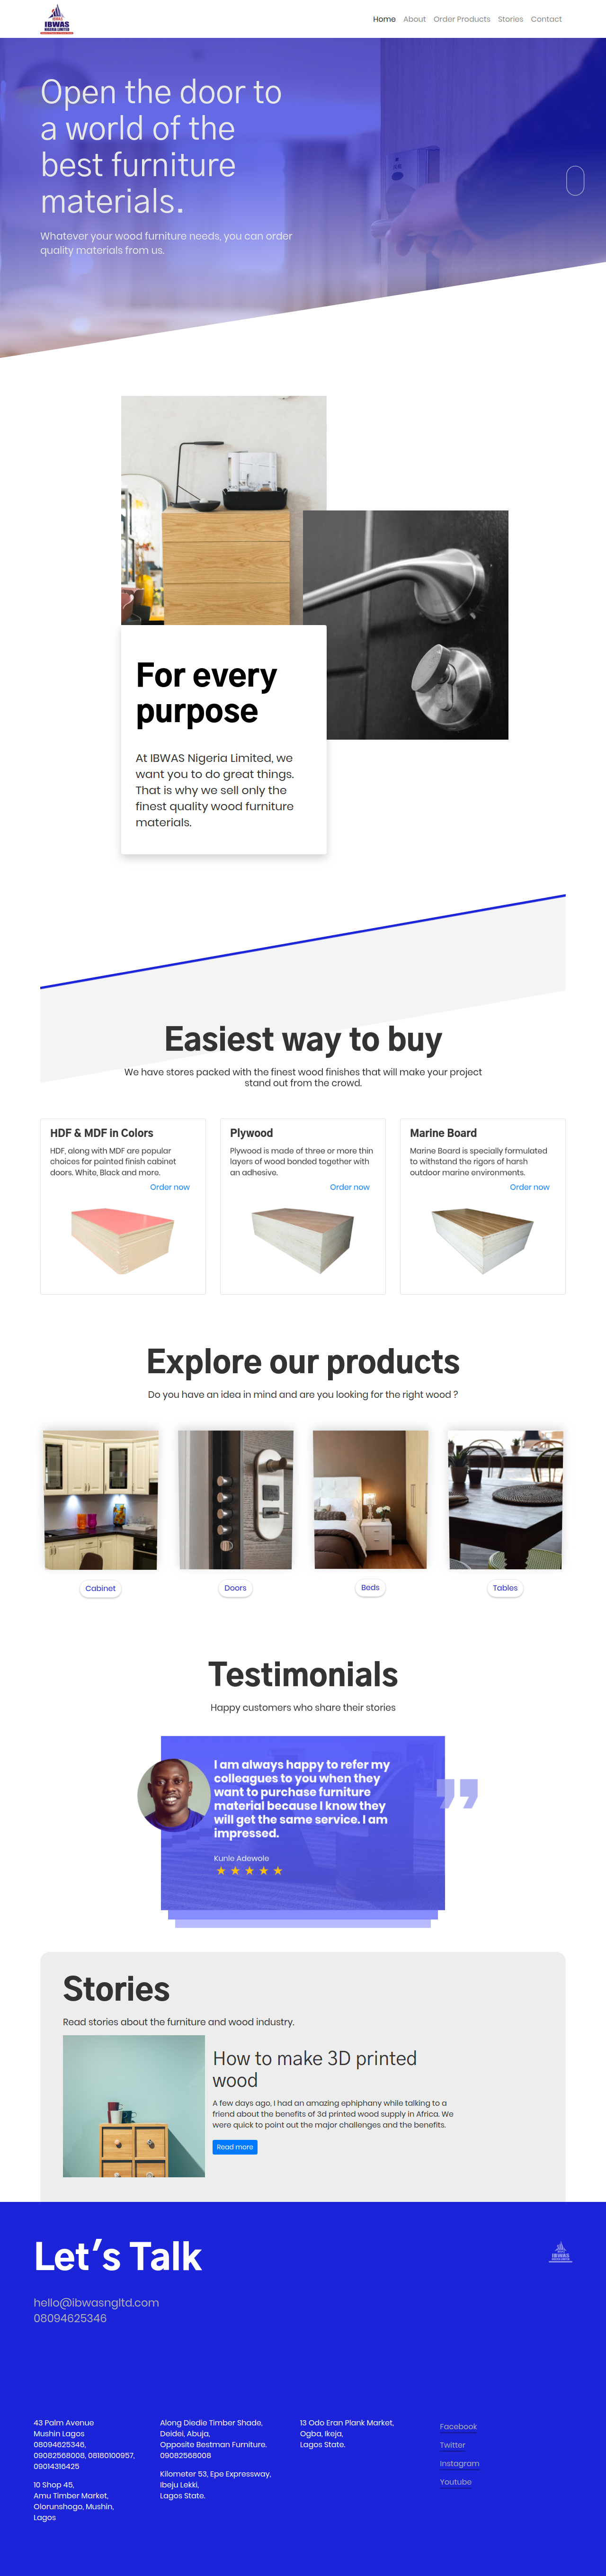 IBWAS
NIGERIA LIMITED
Home About Order Products Stories Contact
Open the door to
a world of the
best furniture
materials.
Whatever your wood furniture needs, you can order
quality materials from us.
For every
purpose
At IBWAS Nigeria Limited, we
want you to do great things.
That is why we sell only the
finest quality wood furniture
materials.
Easiest way to buy
We have stores packed with the finest wood finishes that will make your project
stand out from the crowd.
HDF & MDF in Colors
HDF, along with MDF are popular
choices for painted finish cabinet
doors. White, Black and more.
Order now
Plywood
Plywood is made of three or more thin
layers of wood bonded together with
an adhesive.
Order now
Marine Board
Marine Board is specially formulated
to withstand the rigors of harsh
outdoor marine environments.
Order now
Explore our products
Do you have an idea in mind and are you looking for the right wood ?
Cabinet
Doors
Beds
Tables
Testimonials
Happy customers who share their stories
I am always happy to refer my
colleagues to you when they
want to purchase furniture
material because I know they
will get the same service. I am
impressed.
Kunle Adewole
Stories
Read stories about the furniture and wood industry.
How to make 3D printed
wood
A few days ago, I had an amazing ephiphany while talking to a
friend about the benefits of 3d printed wood supply in Africa. We
were quick to point out the major challenges and the benefits.
Read more
Let's Talk
IBWAS
hello@ibwasngltd.com
08094625346
43 Palm Avenue
Mushin Lagos
08094625346,
09082568008, 08180100957,
09014316425
10 Shop 45,
Amu Timber Market,
Olorunshogo, Mushin,
Lagos
Along Diedie Timber Shade,
Deidei, Abuja,
Opposite Bestman Furniture.
09082568008
Kilometer 53, Epe Expressway,
Ibeju Lekki,
Lagos State.
13 Odo Eran Plank Market,
Ogba, Ikeja,
Lagos State.
Facebook
Twitter
Instagram
Youtube